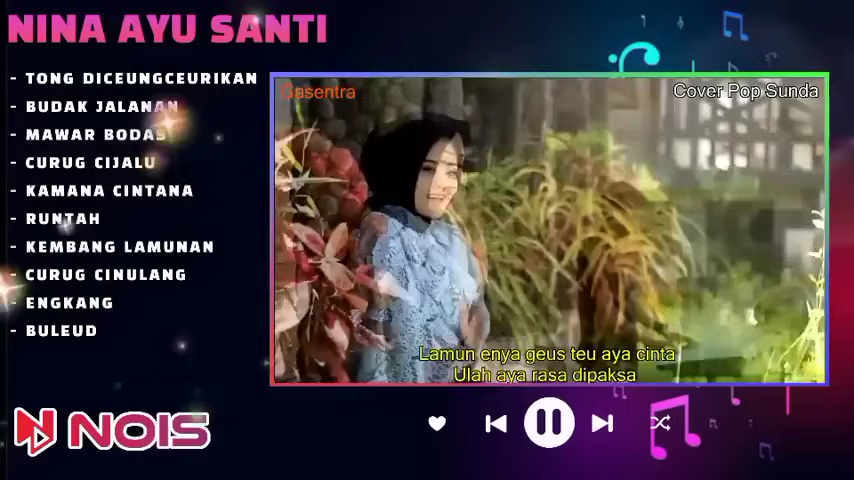 NINA AYU SANTI
- TONG DICEUNGCEURIKAN
- BUDAK JALANAN
- MAWAR BODAS
- CURUG CIJALU
- KAMANA CINTANA
- RUNTAH
- KEMBANG LAMUNAN
- CURUG CINULANG
- ENGKANG
- BULEUD
Gasentra
Cover Pop Sunda
Lamun enya geus teu aya cinta
Ulah aya rasa dipaksa
NOIS